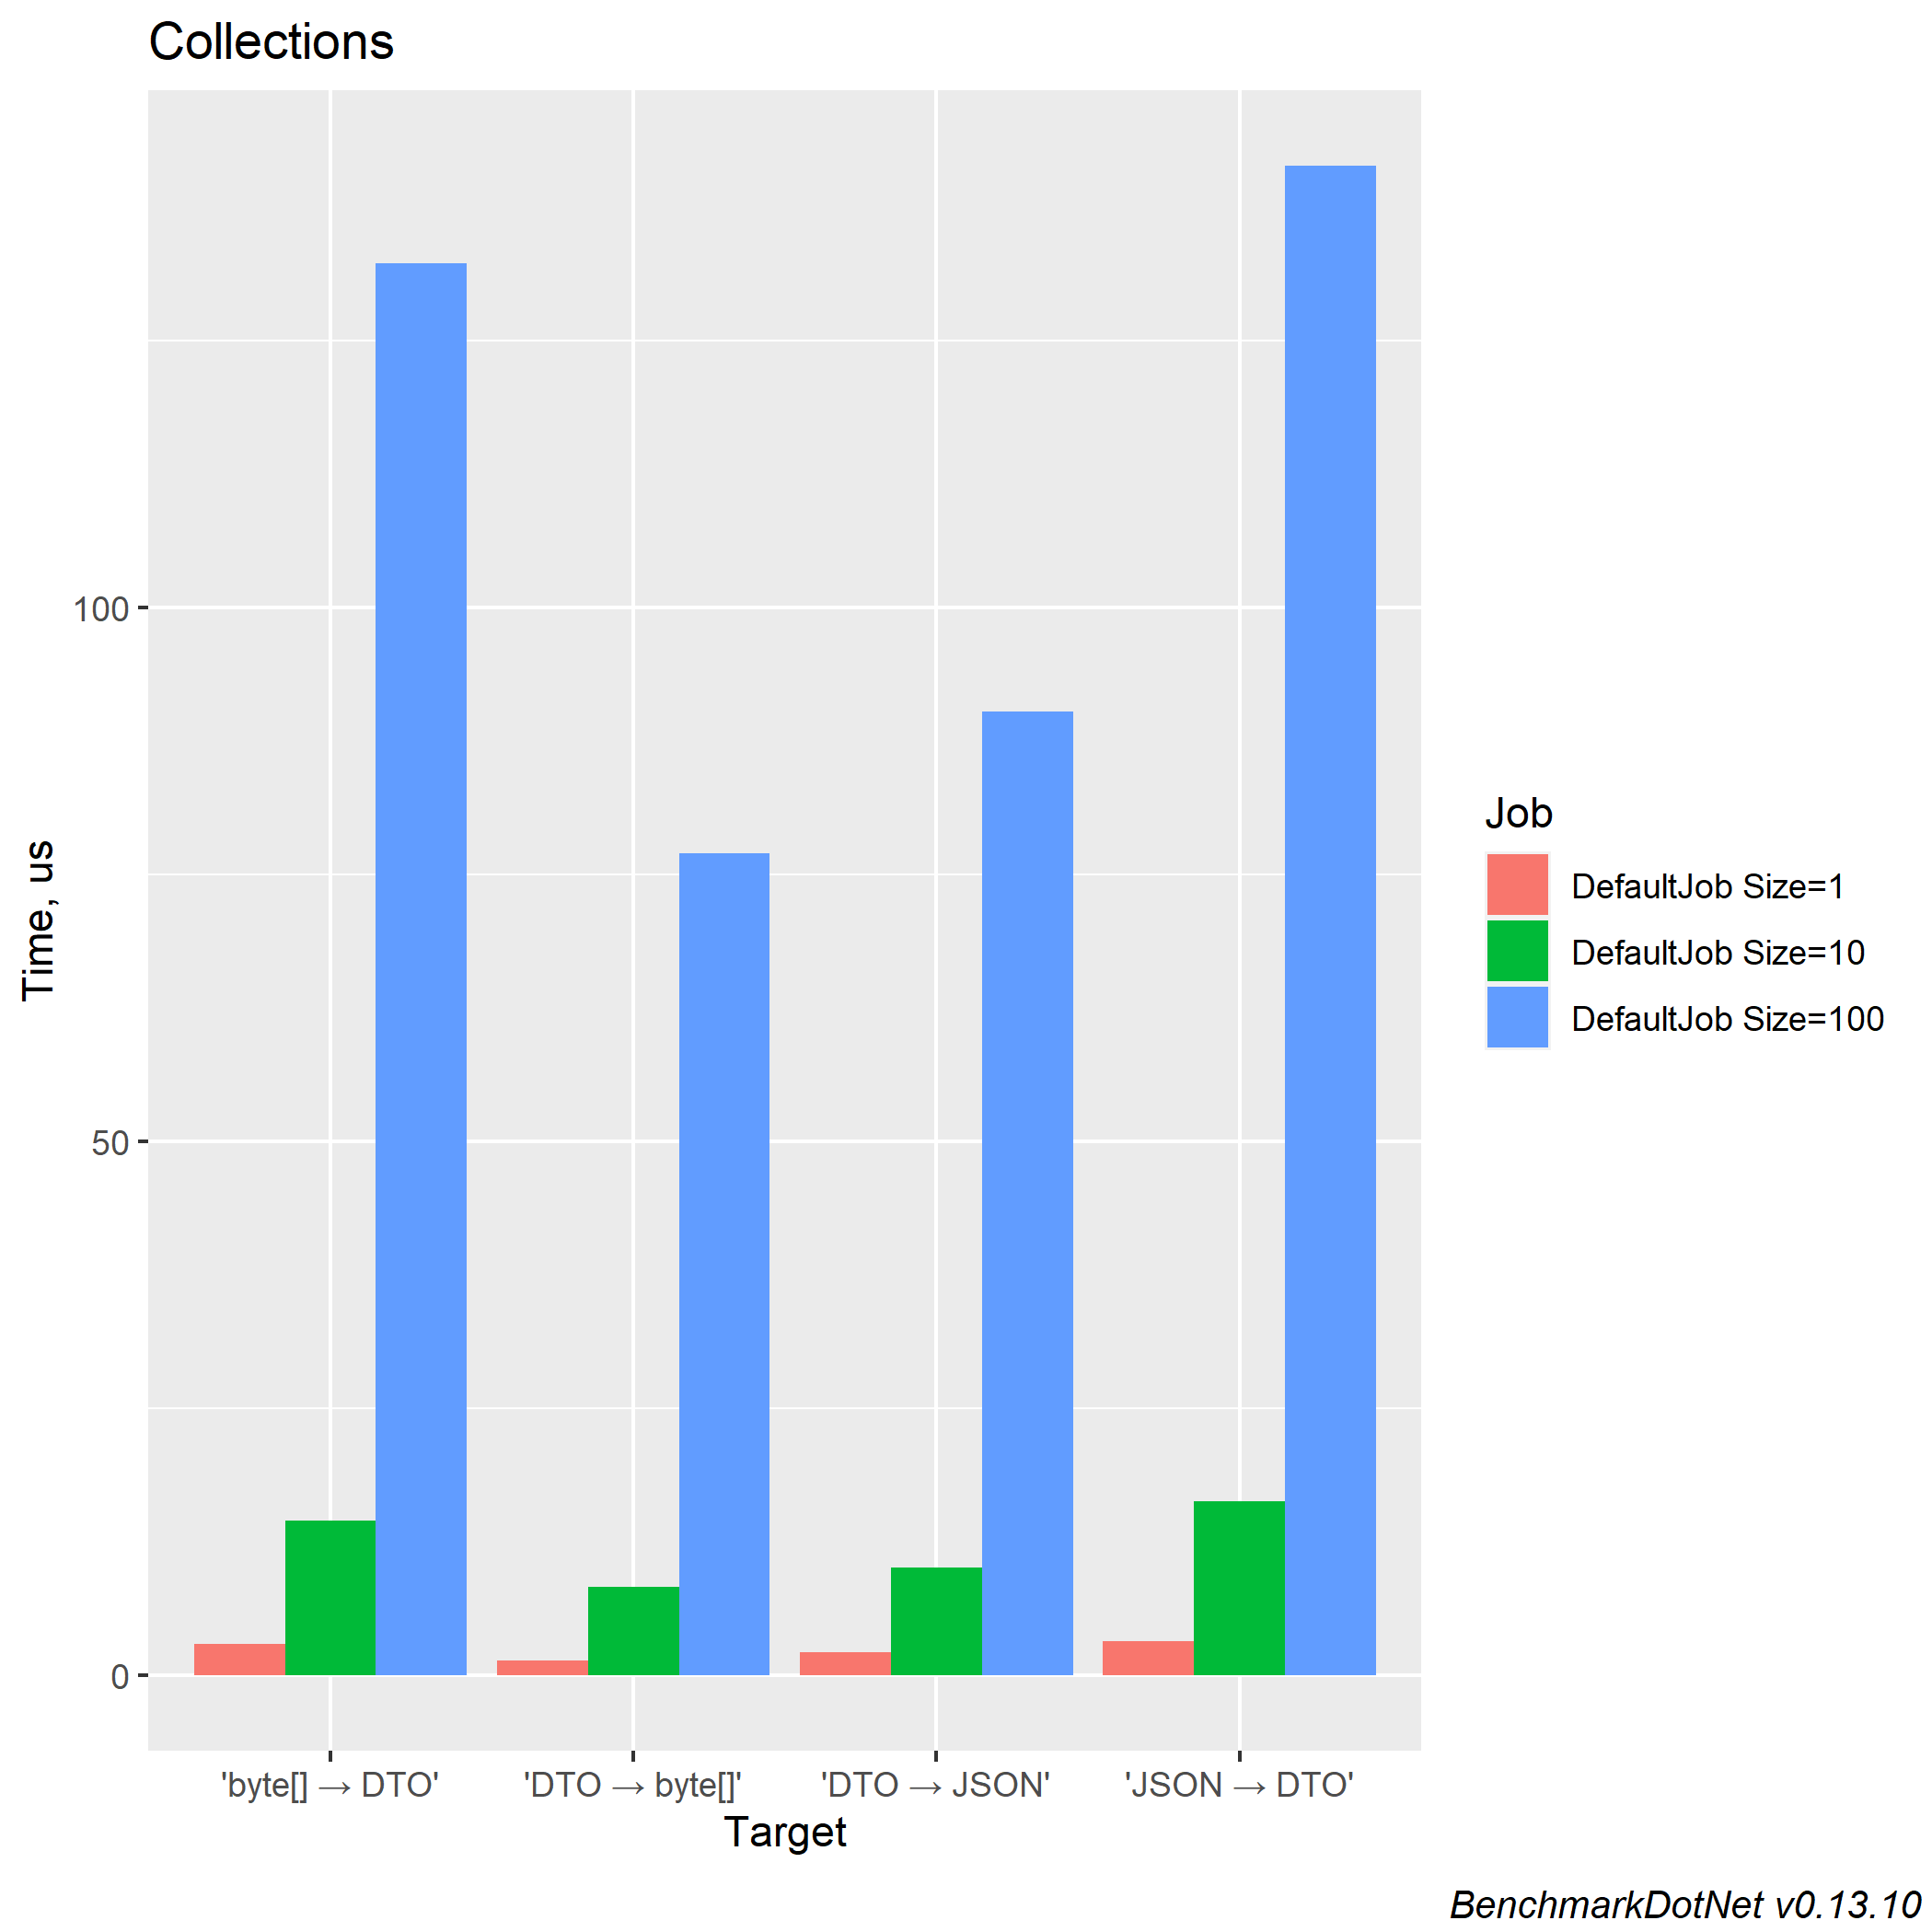 Collections
100
50
0
Time, us
'byte[] → DTO'
'DTO → byte[]'
'DTO → JSON'
'JSON → DTO'
Target
Job
DefaultJob Size=1
DefaultJob Size=10
DefaultJob Size=100
BenchmarkDotNet v0.13.10